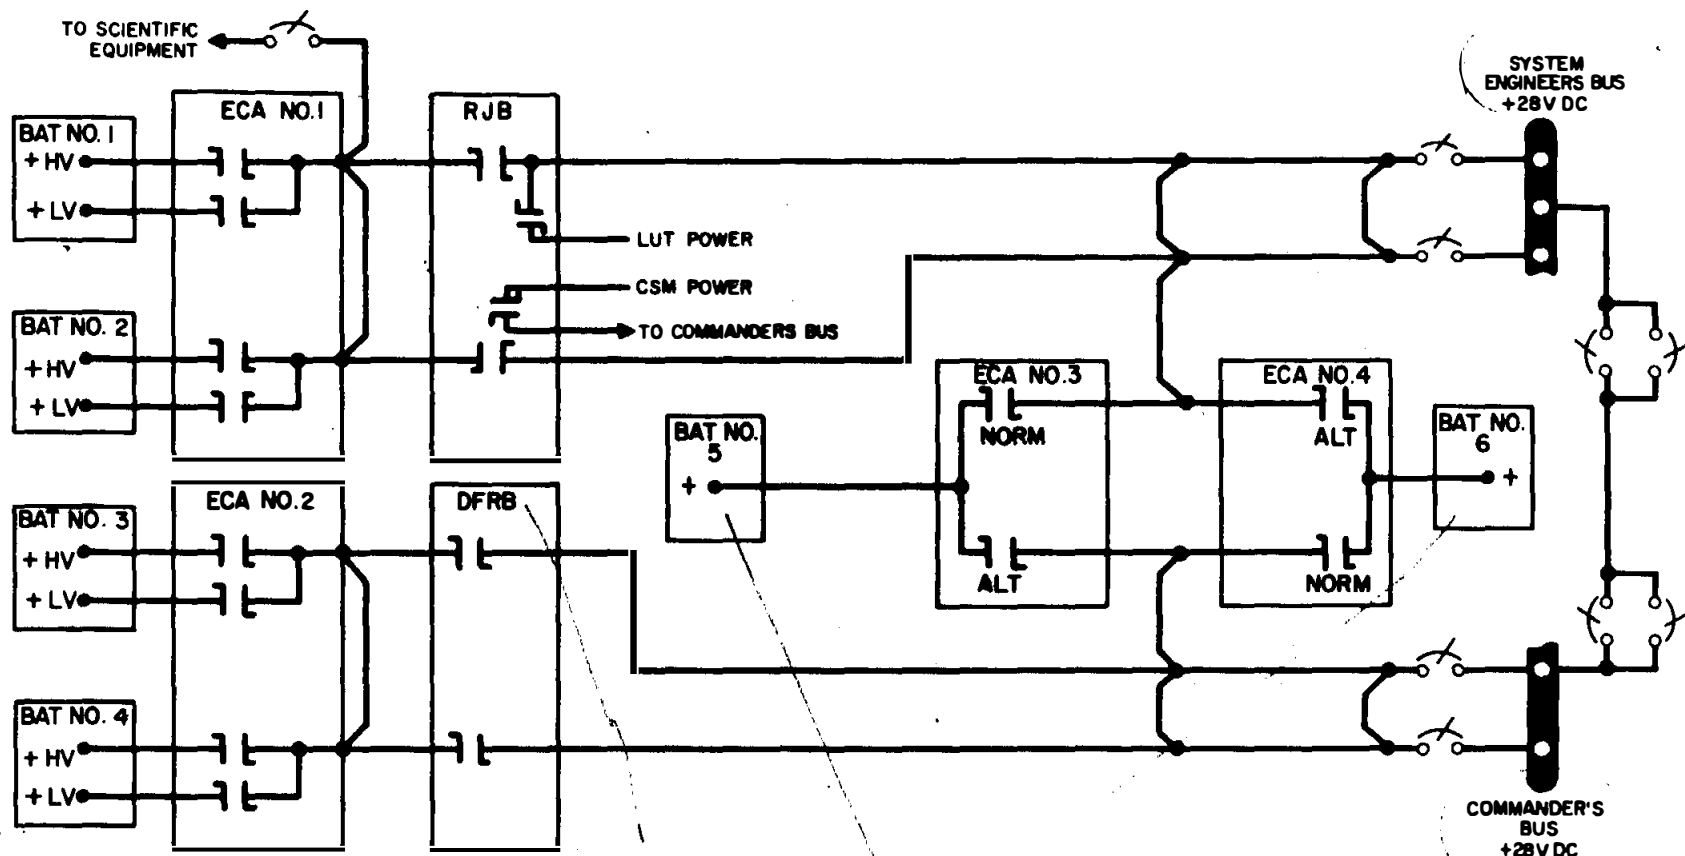 TO SCIENTIFIC
EQUIPMENT
SYSTEM
ENGINEERS BUS
+28V DC
ECA NO.1
RJB
BAT NO. 1
+ HV
+ LV
LUT POWER
CSM POWER
TO COMMANDERS BUS
BAT NO. 2
+ HV
+ LV
ECA NO.3
NORM
ALT
ECA NO.4
ALT
NORM
BAT NO.
5
+
BAT NO.
6
+
ECA NO.2
DFRB
BAT NO. 3
+ HV
+ LV
BAT NO. 4
+ HV
+ LV
COMMANDER'S
BUS
+28V DC